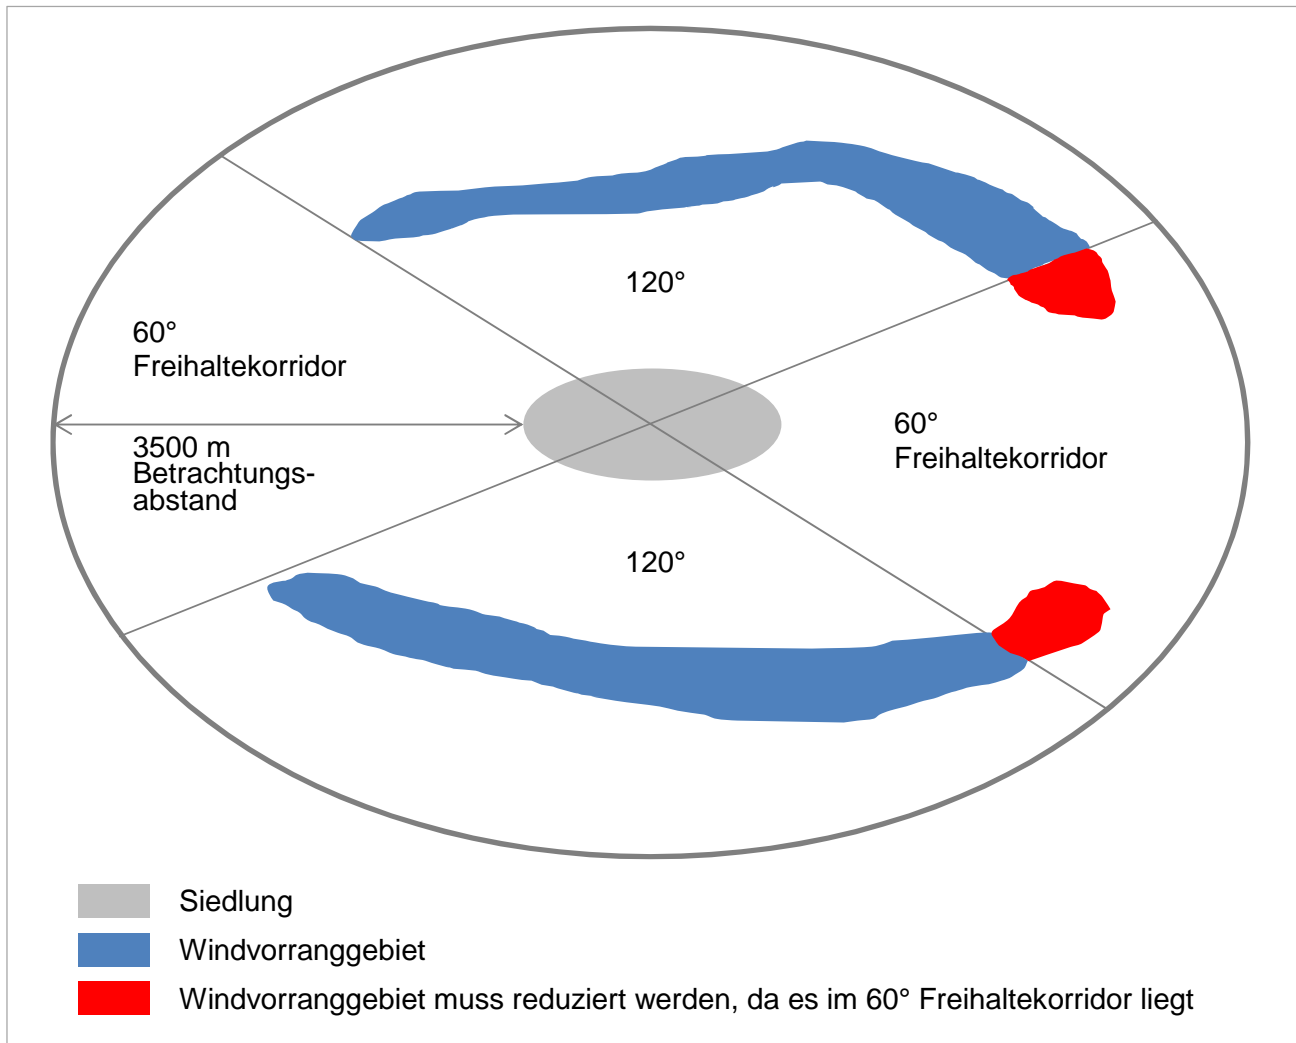 120°
60°
Freihaltekorridor
3500 m
Betrachtungs-
abstand
60°
Freihaltekorridor
120°
Siedlung
Windvorranggebiet
Windvorranggebiet muss reduziert werden, da es im 60° Freihaltekorridor liegt